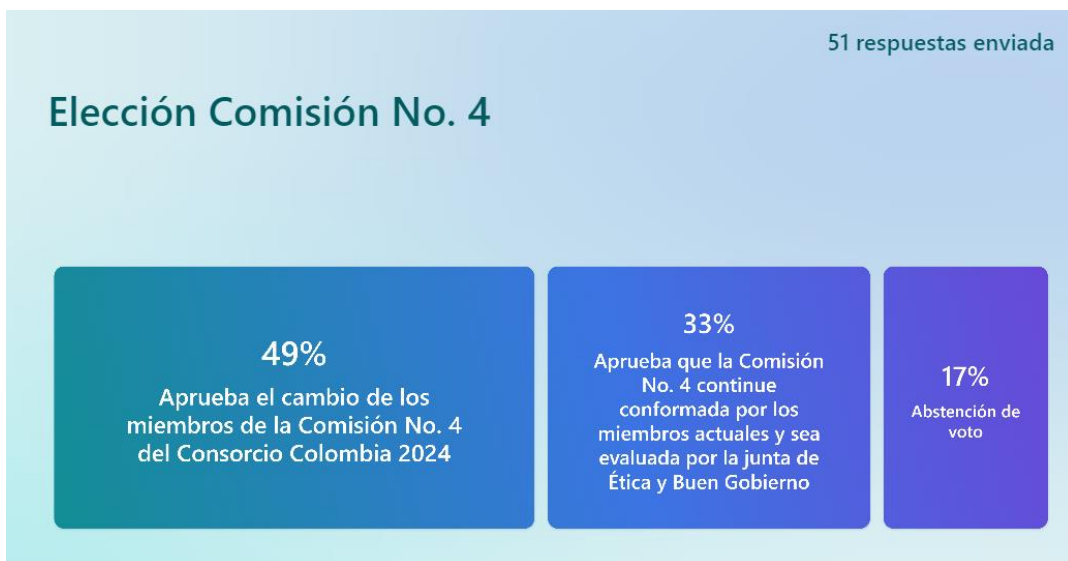 51 respuestas enviada
Elección Comisión No. 4
49%
Aprueba el cambio de los
miembros de la Comisión No. 4
del Consorcio Colombia 2024
33%
Aprueba que la Comisión
No. 4 continue
conformada por los
miembros actuales y sea
evaluada por la junta de
Ética y Buen Gobierno
17%
Abstención de
voto